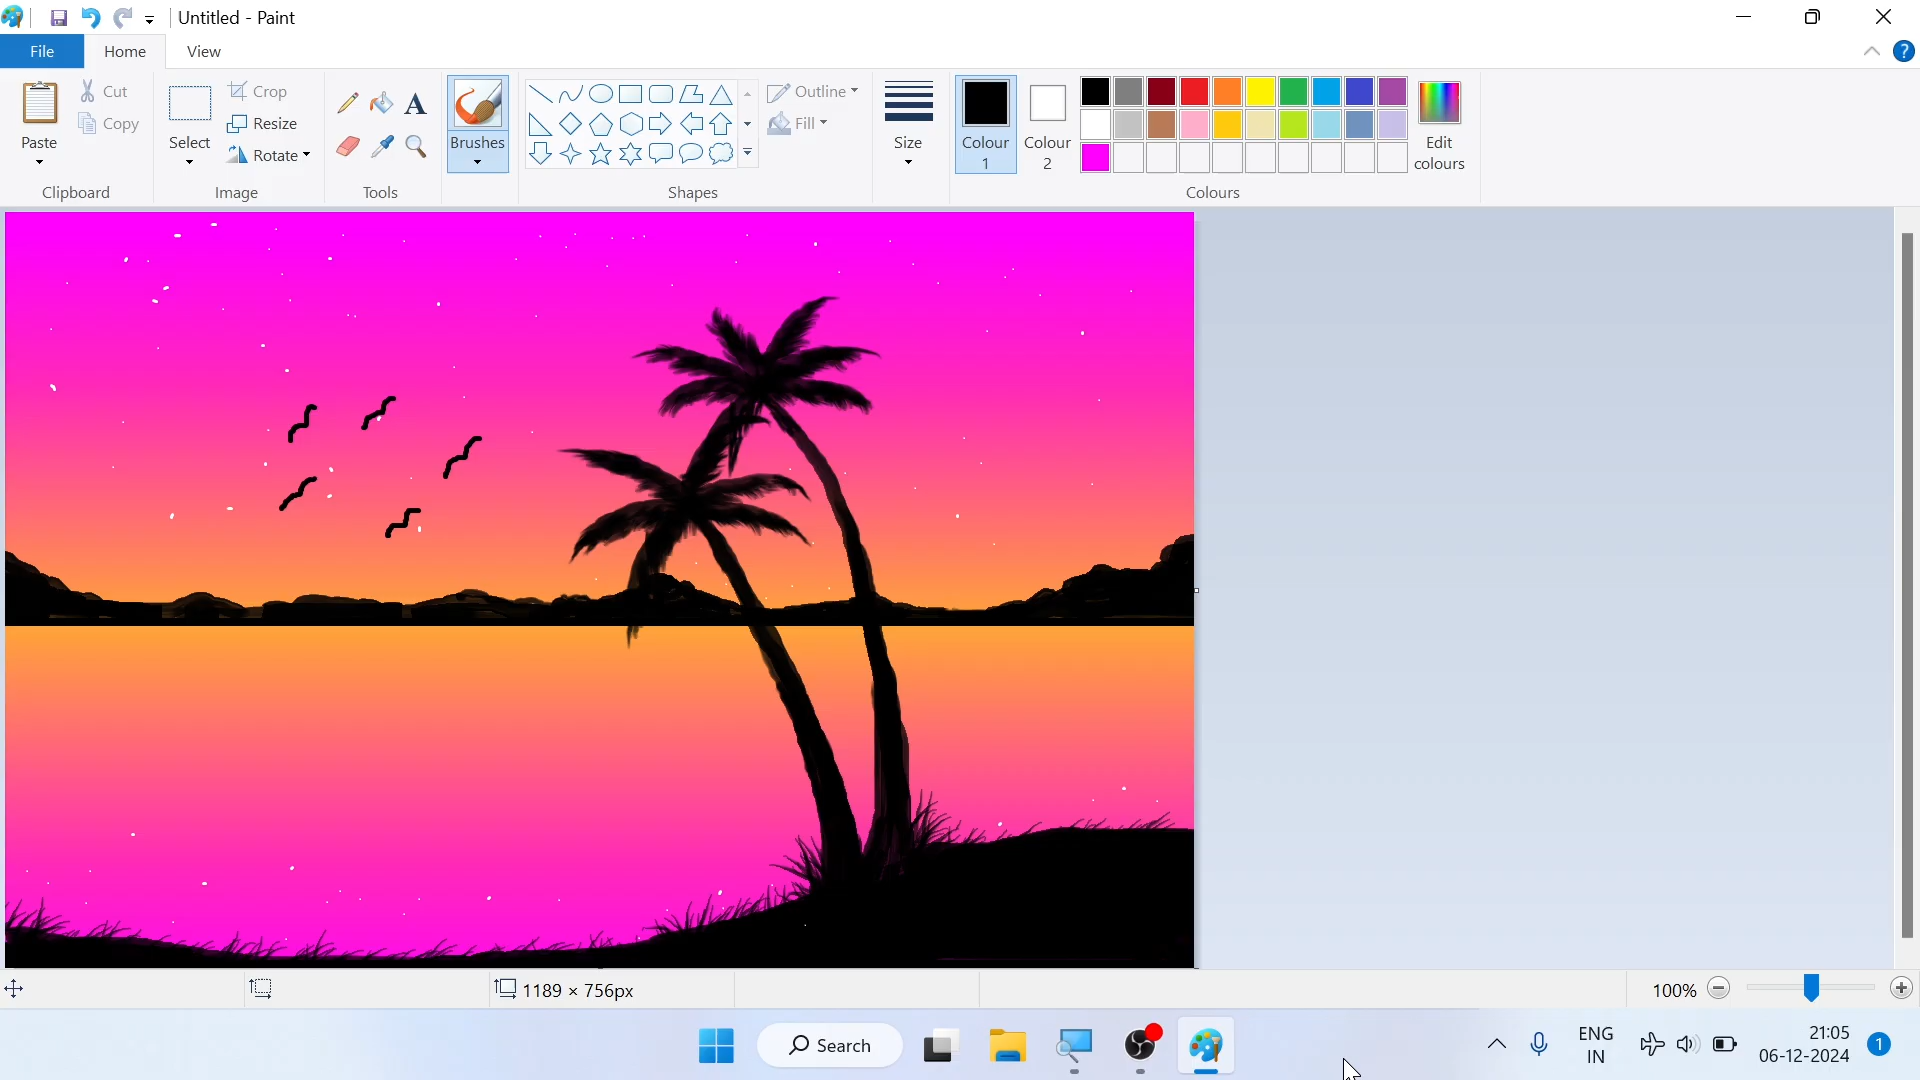 Untitled - Paint
File Home View
Paste
Cut
Copy
Clipboard
Select
Crop
Resize
Rotate
Image
A
Tools
Brushes
Shapes
Outline
Fill
Size
Colour
1
Colour
2
Colours
Edit
colours
?
1189 × 756px
100%
Search
ENG
IN
21:05
06-12-2024
1